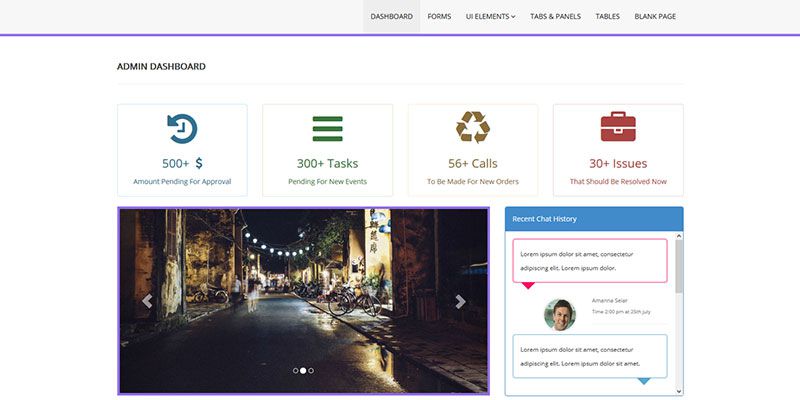 DASHBOARD FORMS UI ELEMENTS TABS & PANELS TABLES BLANK PAGE
ADMIN DASHBOARD
500+ $
Amount Pending For Approval
300+ Tasks
Pending For New Events
56+ Calls
To Be Made For New Orders
30+ Issues
That Should Be Resolved Now
Recent Chat History
Lorem ipsum dolor sit amet, consectetur
adipiscing elit. Lorem ipsum dolor.
Amanna Seiar
Time 2:00 pm at 25th july
Lorem ipsum dolor sit amet, consectetur
adipiscing elit. Lorem ipsum dolor sit amet.